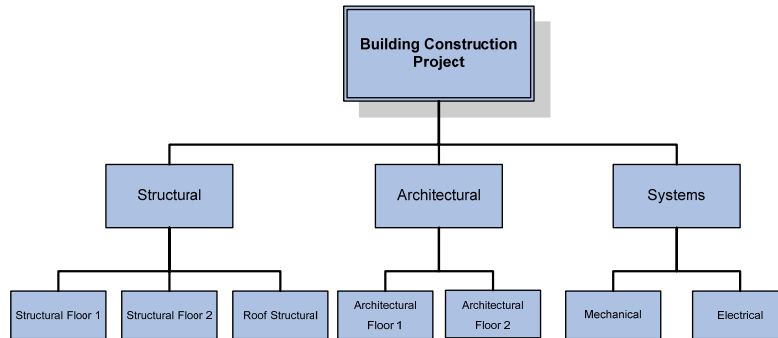 Building Construction
Project
Structural
Architectural
Systems
Structural Floor 1
Structural Floor 2
Roof Structural
Architectural
Floor 1
Architectural
Floor 2
Mechanical
Electrical